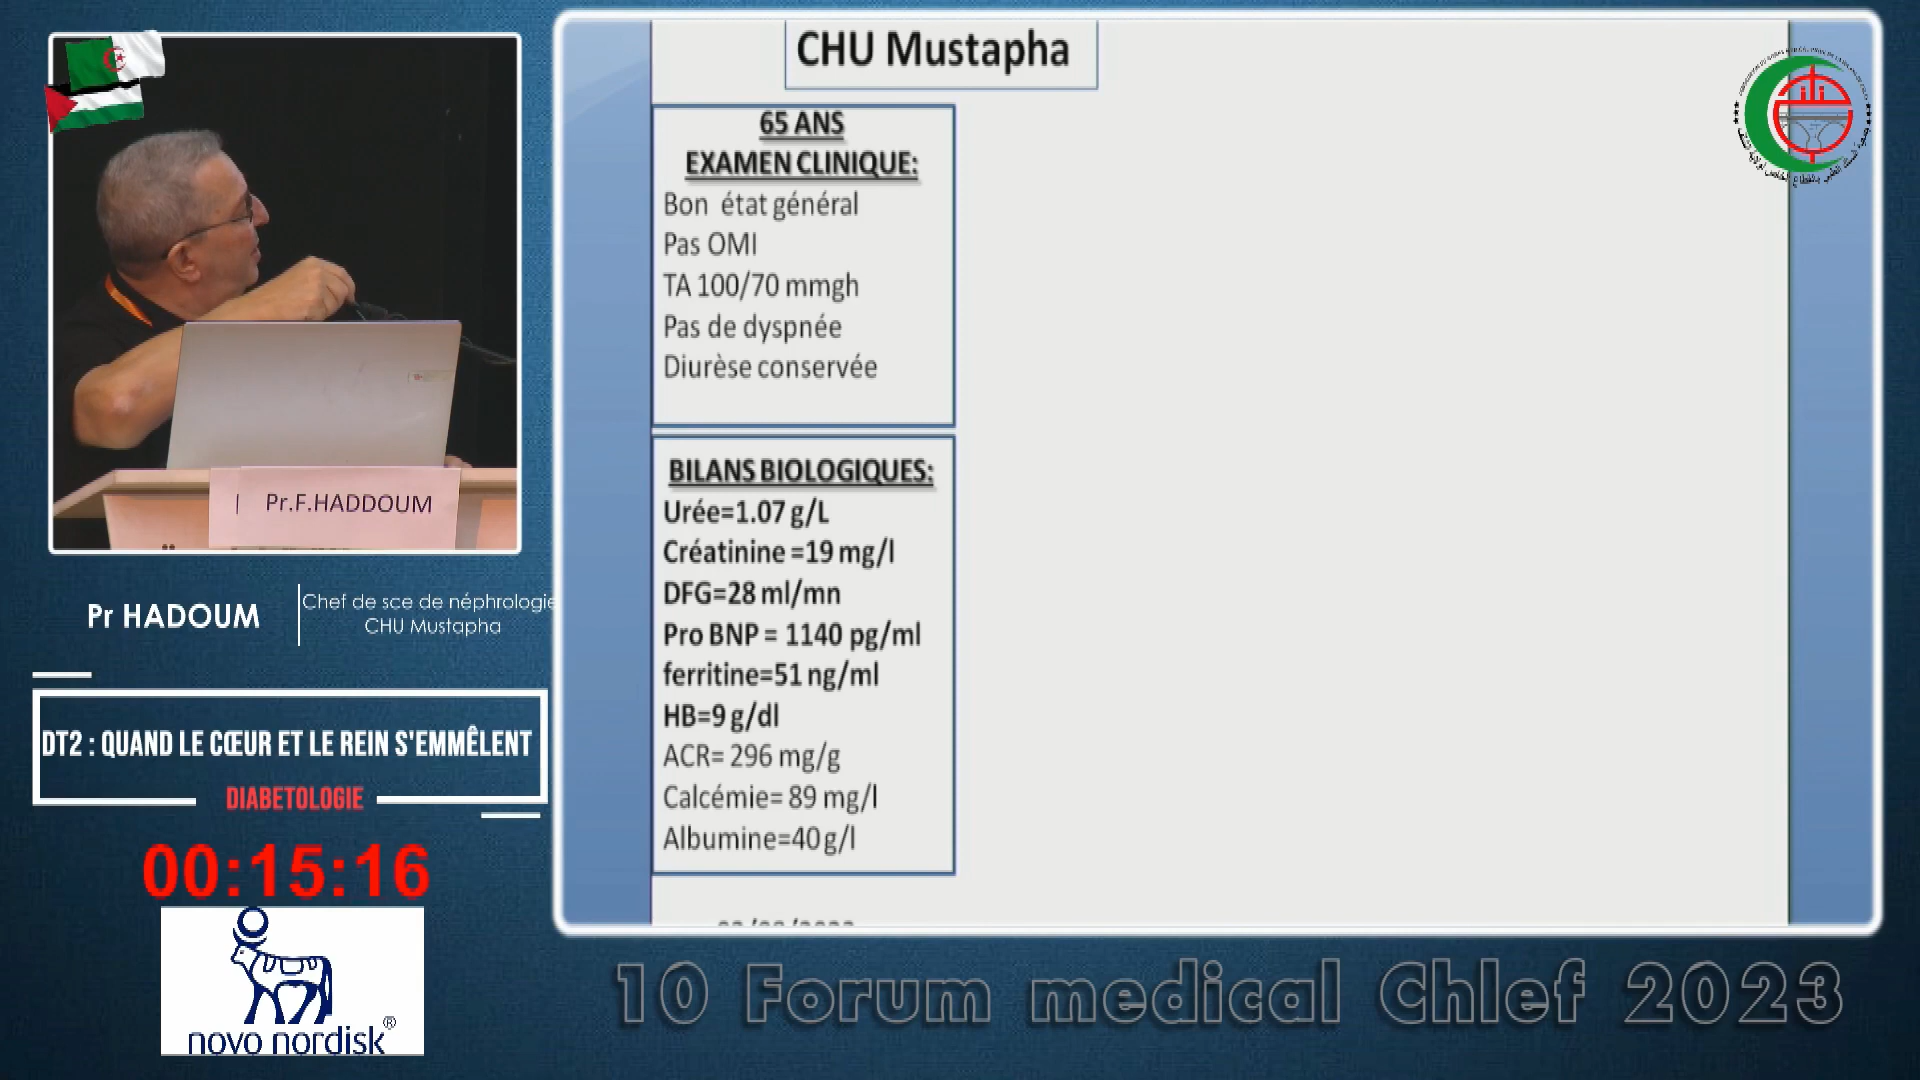 CHU Mustapha
65 ANS
EXAMEN CLINIQUE:
Bon état général
Pas OMI
TA 100/70 mmgh
Pas de dyspnée
Diurèse conservée
BILANS BIOLOGIQUES:
Urée=1.07 g/L
Créatinine =19 mg/l
DFG=28 ml/mn
Pro BNP = 1140 pg/ml
ferritine=51 ng/ml
HB=9 g/dl
ACR= 296 mg/g
Calcémie= 89 mg/l
Albumine=40 g/l
Pr.F.HADDOUM
Pr HADOUM
Chef de sce de néphrologie
CHU Mustapha
DT2 : QUAND LE CŒUR ET LE REIN S'EMMÊLENT
DIABETOLOGIE
00:15:16
novo nordisk®
10 Forum medical Chlef 2023